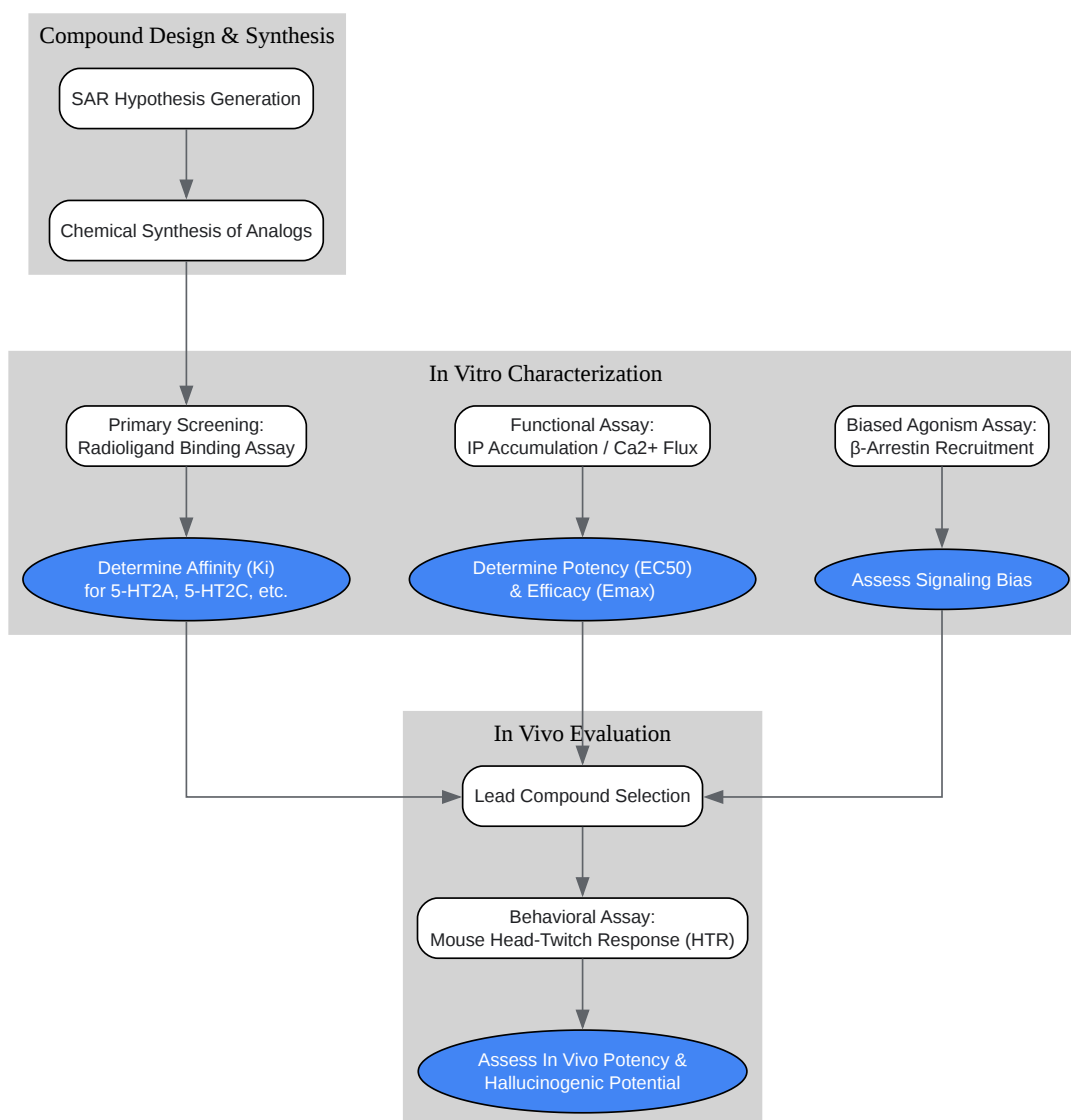 Compound Design & Synthesis
SAR Hypothesis Generation
Chemical Synthesis of Analogs
In Vitro Characterization
Primary Screening:
Radioligand Binding Assay
Functional Assay:
IP Accumulation / Ca2+ Flux
Biased Agonism Assay:
β-Arrestin Recruitment
Determine Affinity (Ki)
for 5-HT2A, 5-HT2C, etc.
Determine Potency (EC50)
& Efficacy (Emax)
Assess Signaling Bias
In Vivo Evaluation
Lead Compound Selection
Behavioral Assay:
Mouse Head-Twitch Response (HTR)
Assess In Vivo Potency &
Hallucinogenic Potential